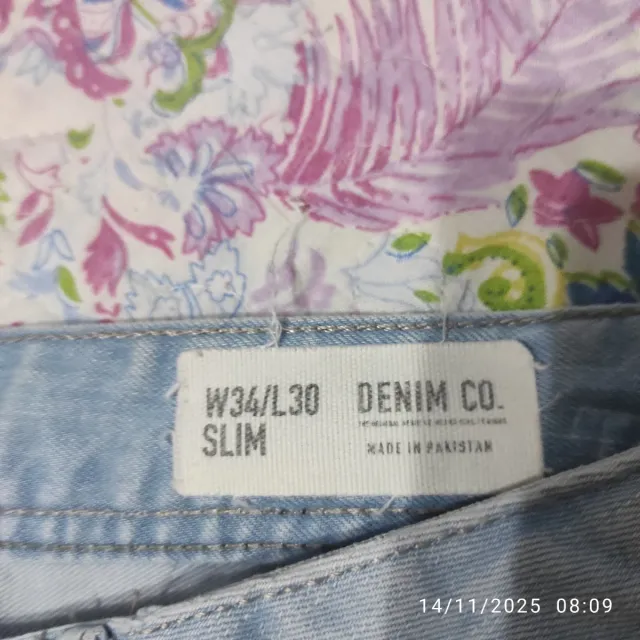 W34/L30
SLIM
DENIM CO.
MADE IN PAKISTAN
14/11/2025 08:09